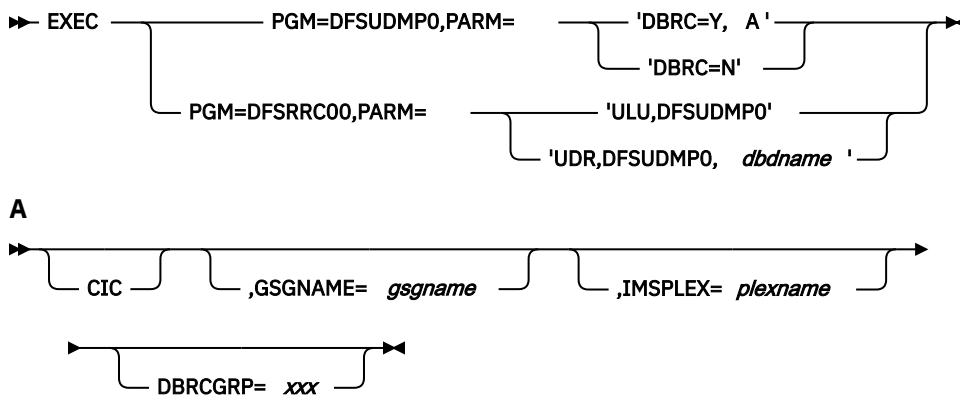 EXEC PGM=DFSUDMP0,PARM= 'DBRC=Y, A '
'DBRC=N'
PGM=DFSRRC00,PARM= 'ULU,DFSUDMP0'
'UDR,DFSUDMP0, dbdname '
A
CIC ,GSGNAME= gsgname ,IMSPLEX= plexname
DBRCGRP= xxx